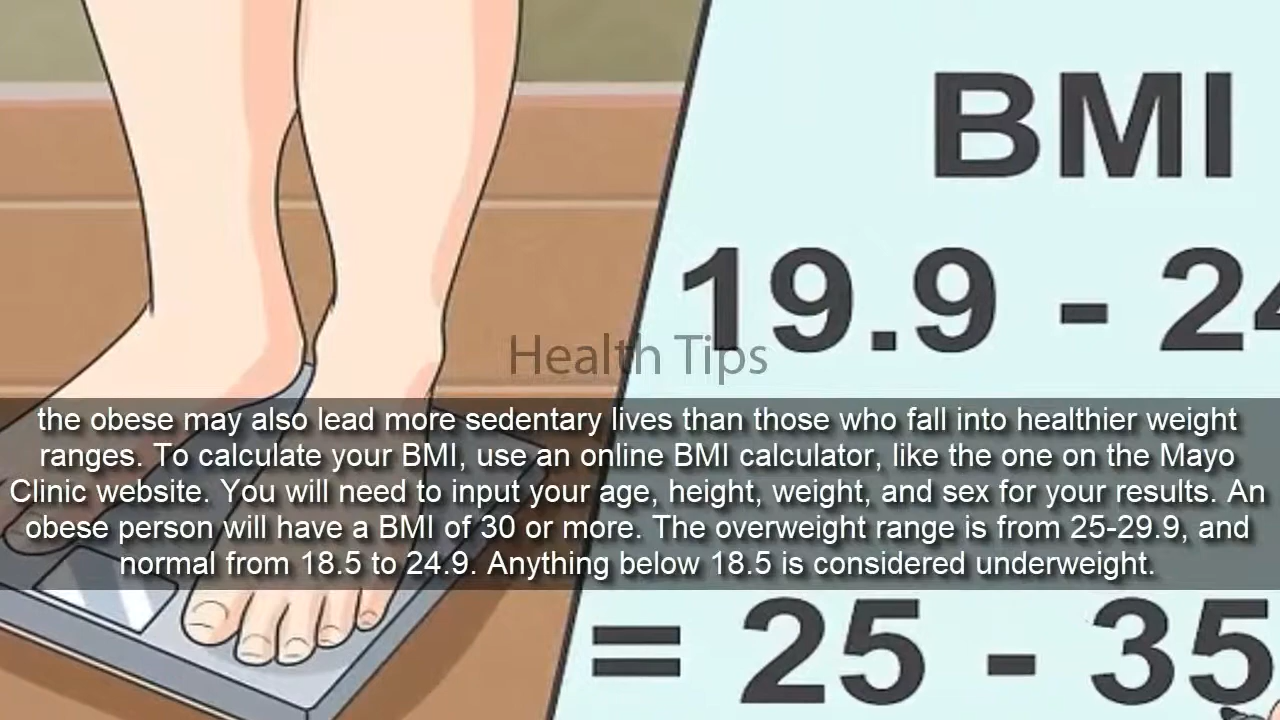 BMI
19.9 - 24
Health Tips
the obese may also lead more sedentary lives than those who fall into healthier weight
ranges. To calculate your BMI, use an online BMI calculator, like the one on the Mayo
Clinic website. You will need to input your age, height, weight, and sex for your results. An
obese person will have a BMI of 30 or more. The overweight range is from 25-29.9, and
normal from 18.5 to 24.9. Anything below 18.5 is considered underweight.
= 25 - 35